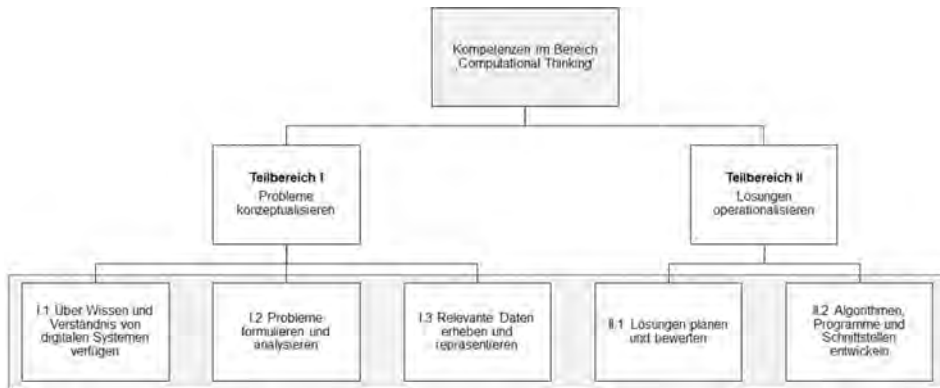 Kompetenzen im Bereich
‚Computational Thinking'
Teilbereich I
Probleme
konzeptualisieren
Teilbereich II
Lösungen
operationalisieren
I.1 Über Wissen und
Verständnis von
digitalen Systemen
verfügen
I.2 Probleme
formulieren und
analysieren
I.3 Relevante Daten
erheben und
repräsentieren
II.1 Lösungen planen
und bewerten
II.2 Algorithmen,
Programme und
Schnittstellen
entwickeln